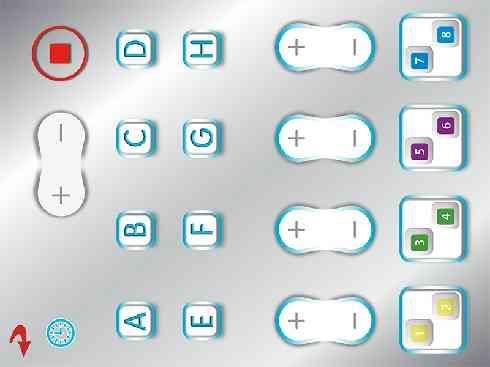 + −
A B C D
E F G H
+ + + +
− − − −
1 3 5 7
2 4 6 8